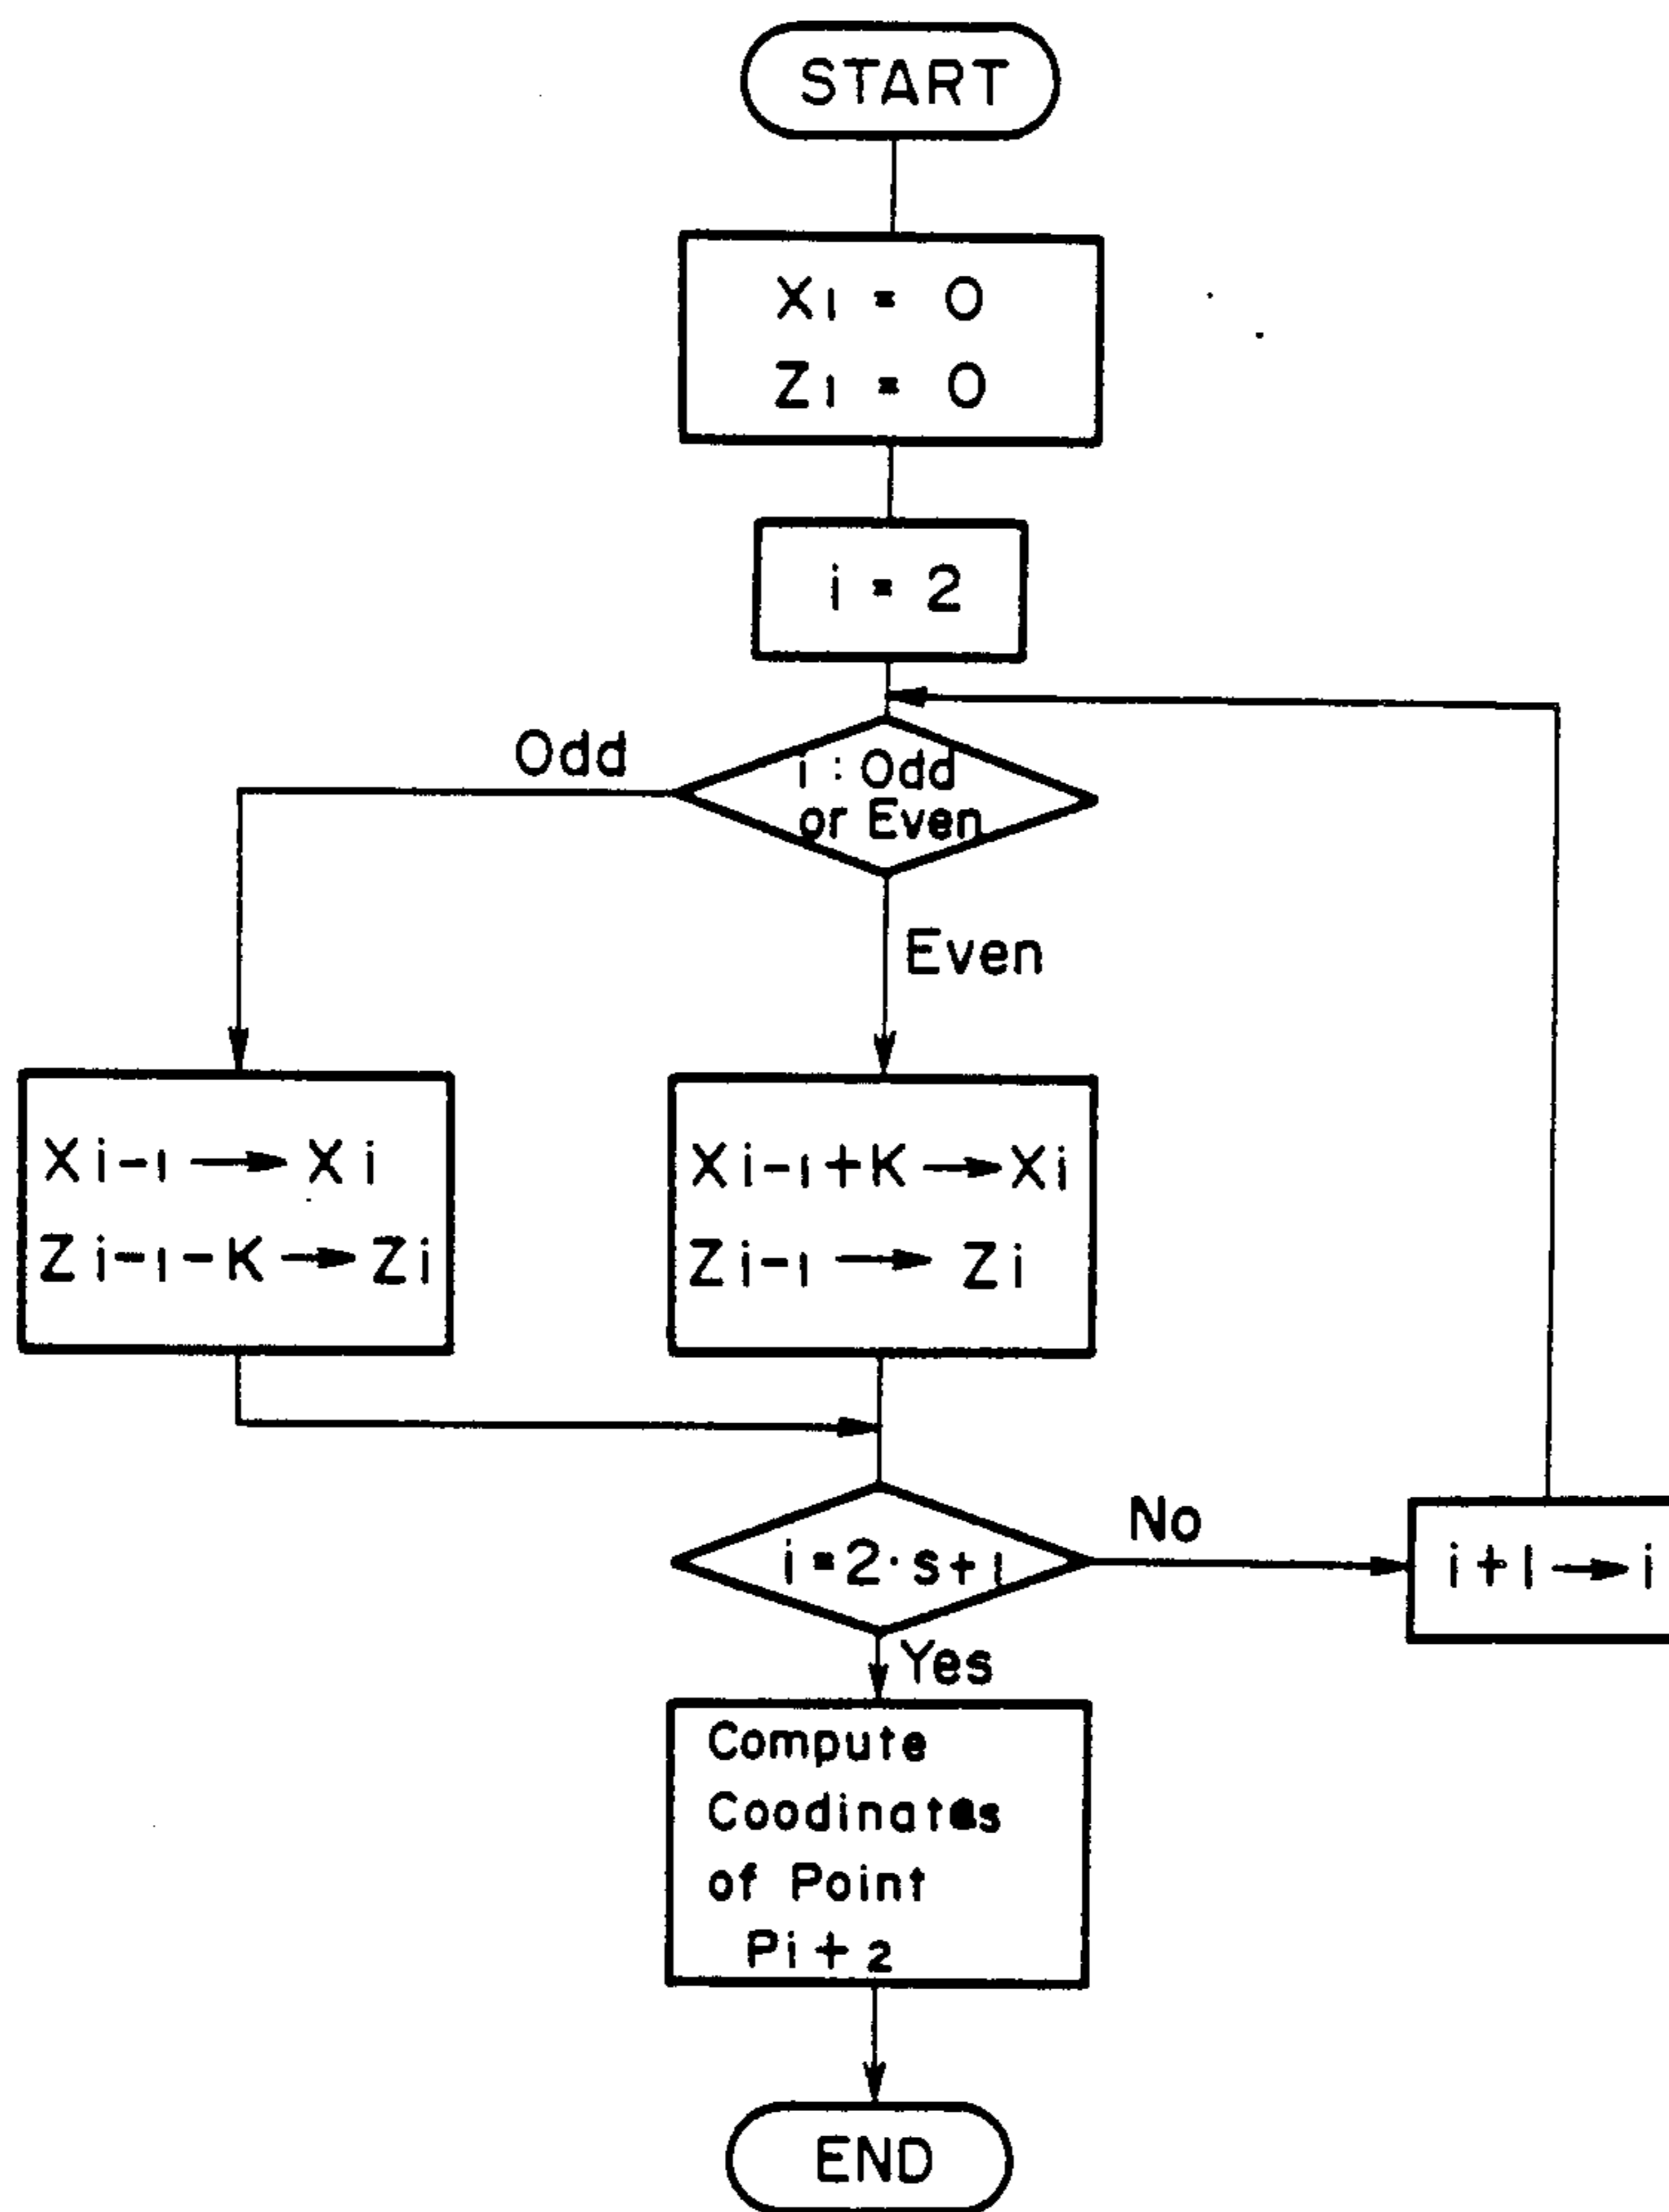 START
X1 = 0
Z1 = 0
i = 2
Odd
i : Odd
or Even
Even
Xi-1 → Xi
Zi-1-K → Zi
Xi-1+K → Xi
Zi-1 → Zi
i = 2·s+1
No
i+1 → i
Yes
Compute
Coodinates
of Point
Pi+2
END